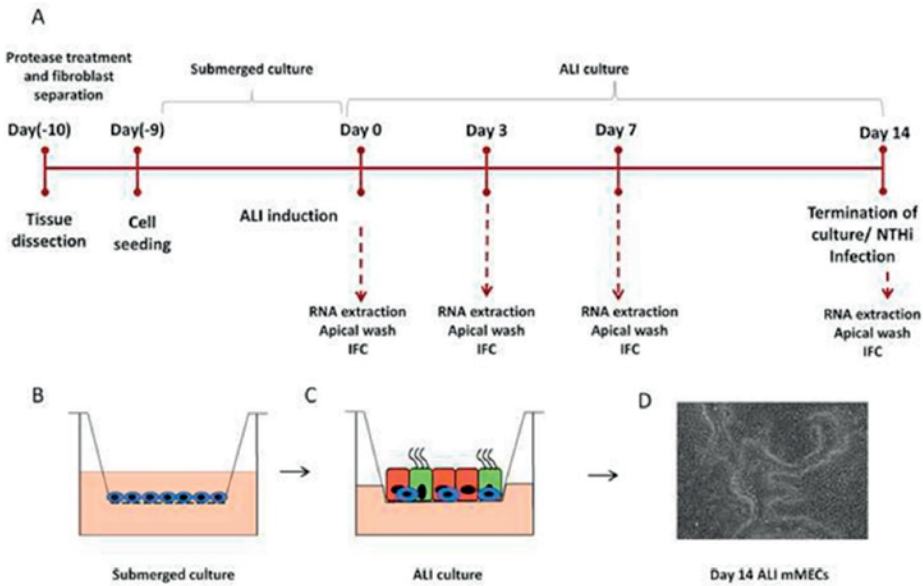 A
Protease treatment
and fibroblast
separation
Submerged culture
ALI culture
Day(-10)
Day(-9)
Day 0
Day 3
Day 7
Day 14
Tissue
dissection
Cell
seeding
ALI induction
Termination of
culture/ NTHi
Infection
RNA extraction
Apical wash
IFC
RNA extraction
Apical wash
IFC
RNA extraction
Apical wash
IFC
RNA extraction
Apical wash
IFC
B
C
D
Submerged culture
ALI culture
Day 14 ALI mMECs